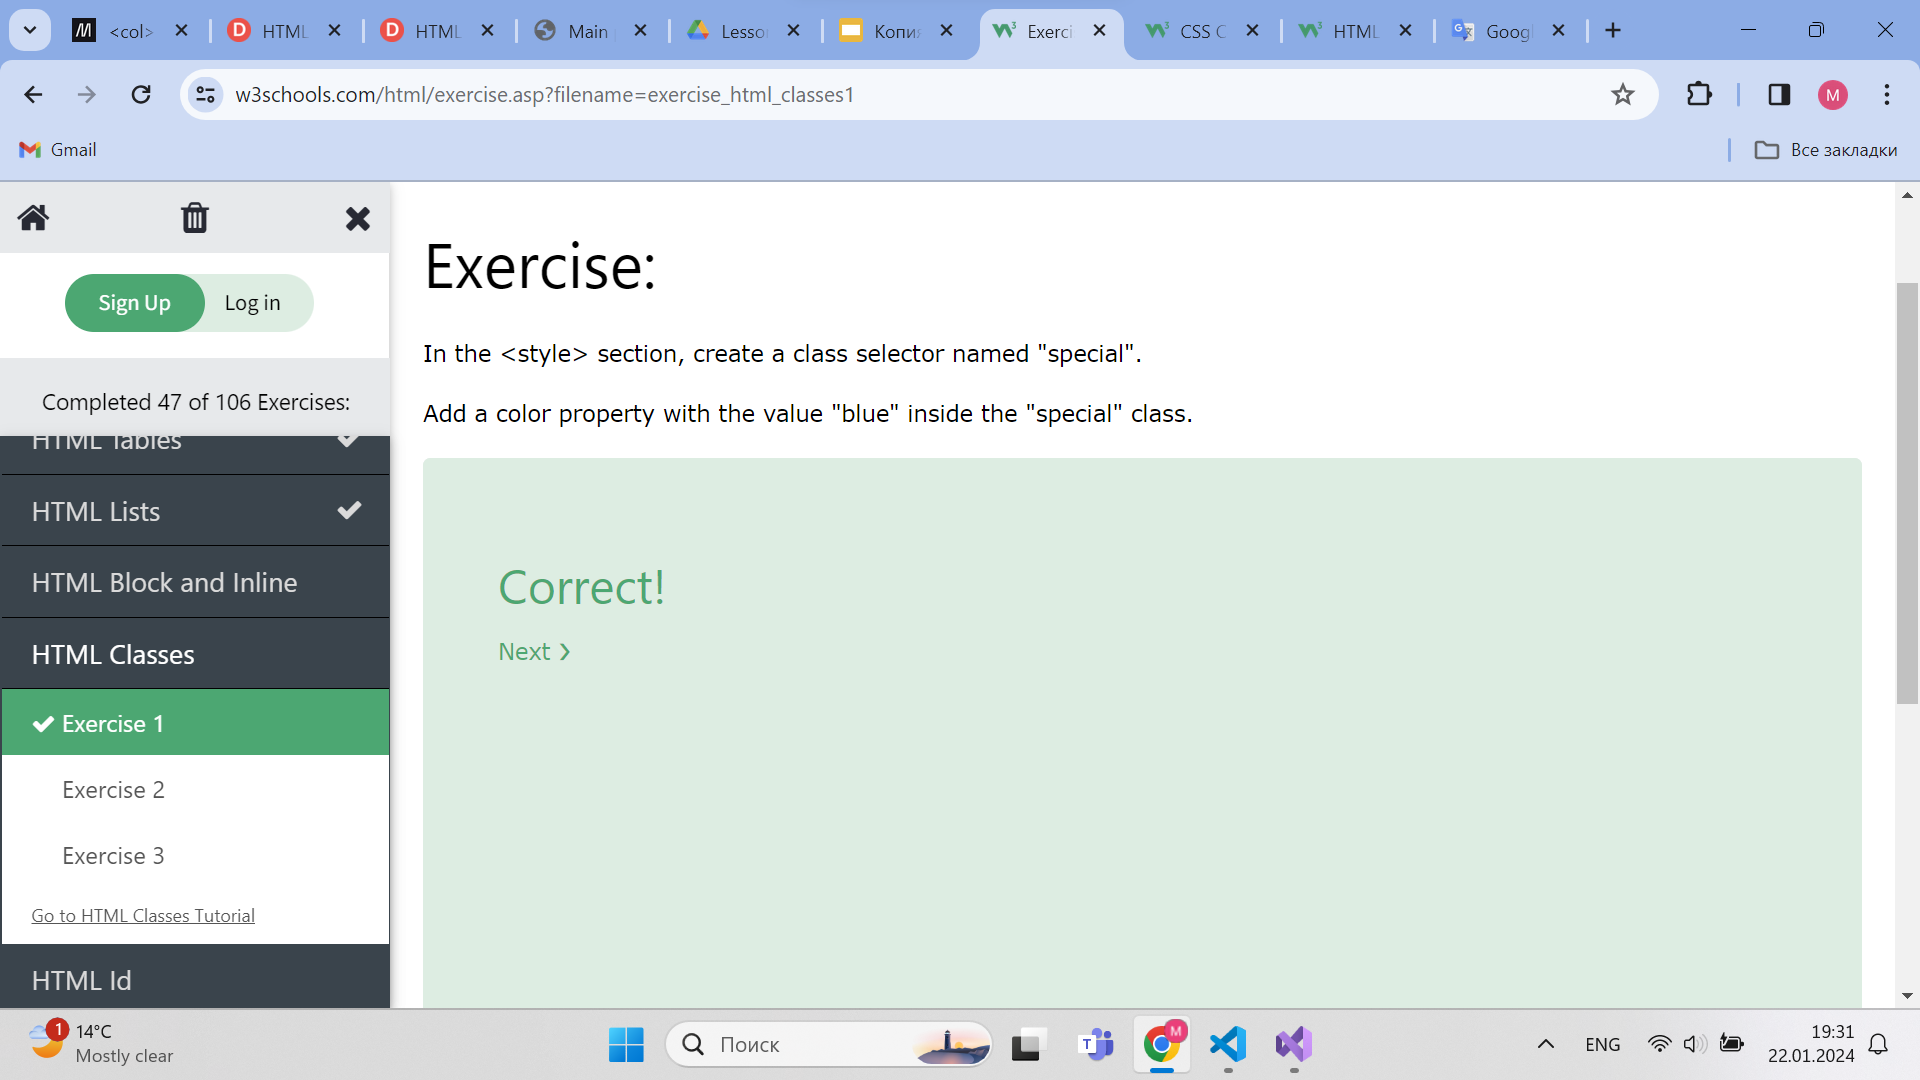 <col>
HTML
HTML
Main
Lesso
Копи
Exerci
CSS C
HTML
Goog
w3schools.com/html/exercise.asp?filename=exercise_html_classes1
M
Gmail
Все закладки
Sign Up
Log in
Completed 47 of 106 Exercises:
HTML Tables
HTML Lists
HTML Block and Inline
HTML Classes
Exercise 1
Exercise 2
Exercise 3
Go to HTML Classes Tutorial
HTML Id
Exercise:
In the <style> section, create a class selector named "special".
Add a color property with the value "blue" inside the "special" class.
Correct!
Next ❯
1
14°C
Mostly clear
Поиск
M
ENG
19:31
22.01.2024